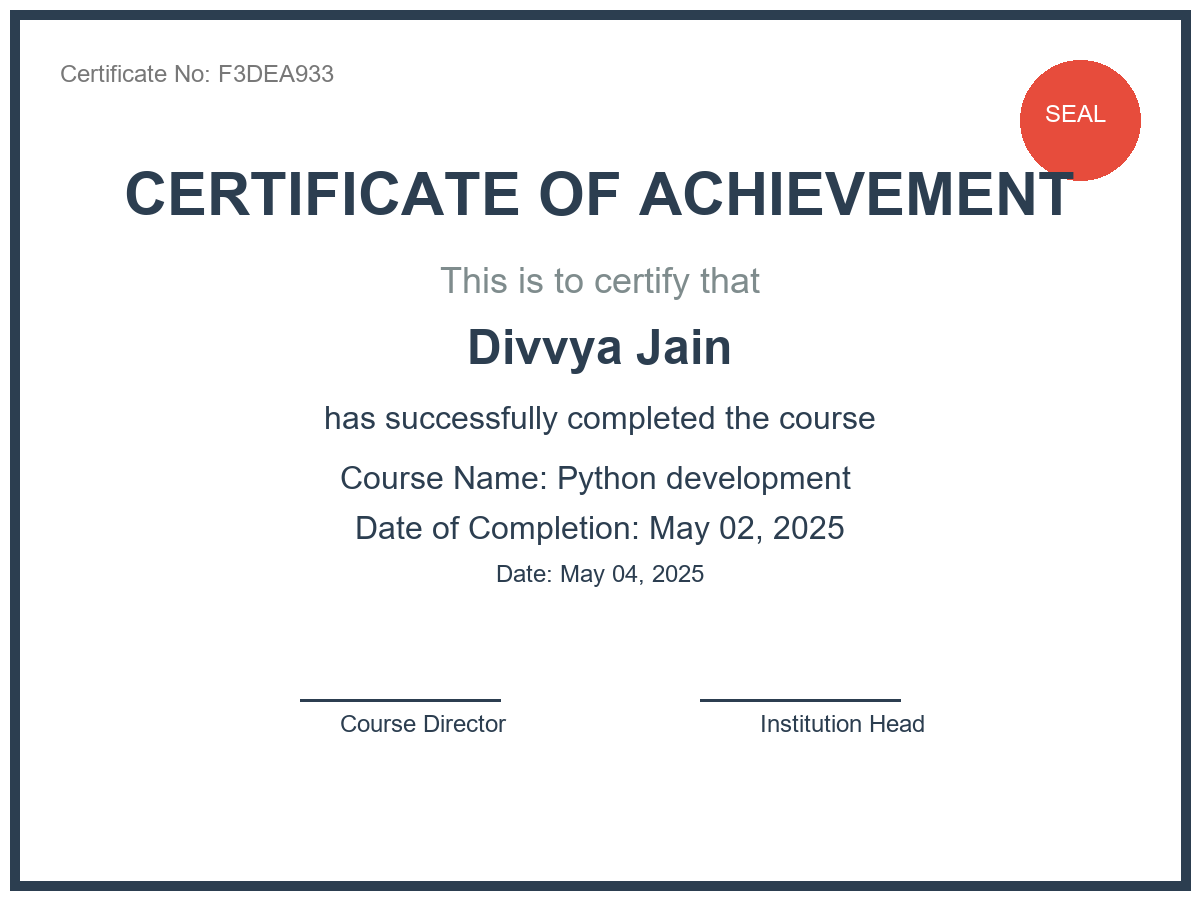 Certificate No: F3DEA933
SEAL
CERTIFICATE OF ACHIEVEMENT
This is to certify that
Divvya Jain
has successfully completed the course
Course Name: Python development
Date of Completion: May 02, 2025
Date: May 04, 2025
Course Director
Institution Head